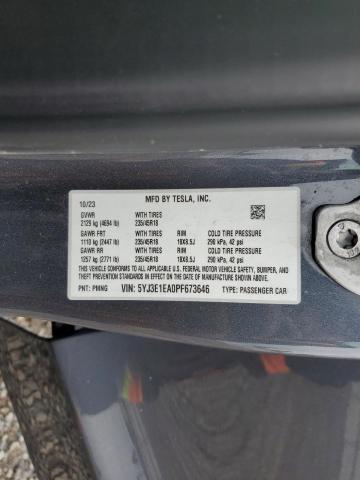 MFD BY TESLA, INC.
10/23
GVWR WITH TIRES
2129 kg (4694 lb) 235/45R18
GAWR FRT WITH TIRES RIM COLD TIRE PRESSURE
1110 kg (2447 lb) 235/45R18 18X8.5J 290 kPa, 42 psi
GAWR RR WITH TIRES RIM COLD TIRE PRESSURE
1257 kg (2771 lb) 235/45R18 18X8.5J 290 kPa, 42 psi
THIS VEHICLE CONFORMS TO ALL APPLICABLE U.S. FEDERAL MOTOR VEHICLE SAFETY, BUMPER, AND
THEFT PREVENTION STANDARDS IN EFFECT ON THE DATE OF MANUFACTURE SHOWN ABOVE.
PNT: PMNG VIN: 5YJ3E1EA0PF673646 TYPE: PASSENGER CAR